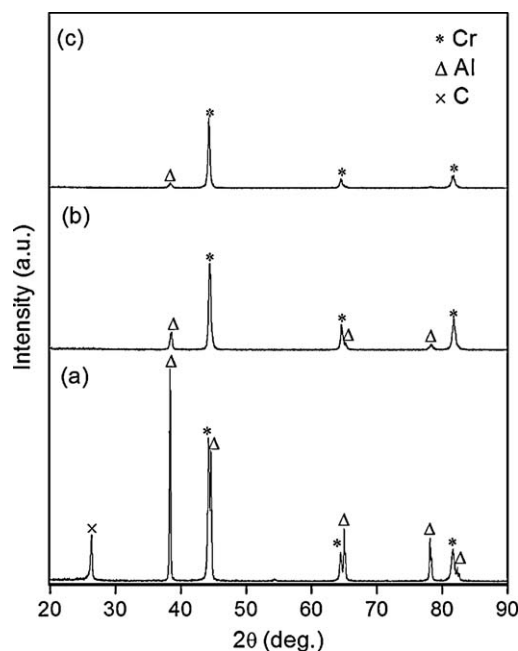 (c)
* Cr
Δ Al
× C
Δ
*
*
*
(b)
Δ
*
*
Δ
Δ
*
(a)
×
Δ
*
Δ
*
Δ
Δ
*
Δ
Intensity (a.u.)
20 30 40 50 60 70 80 90
2θ (deg.)